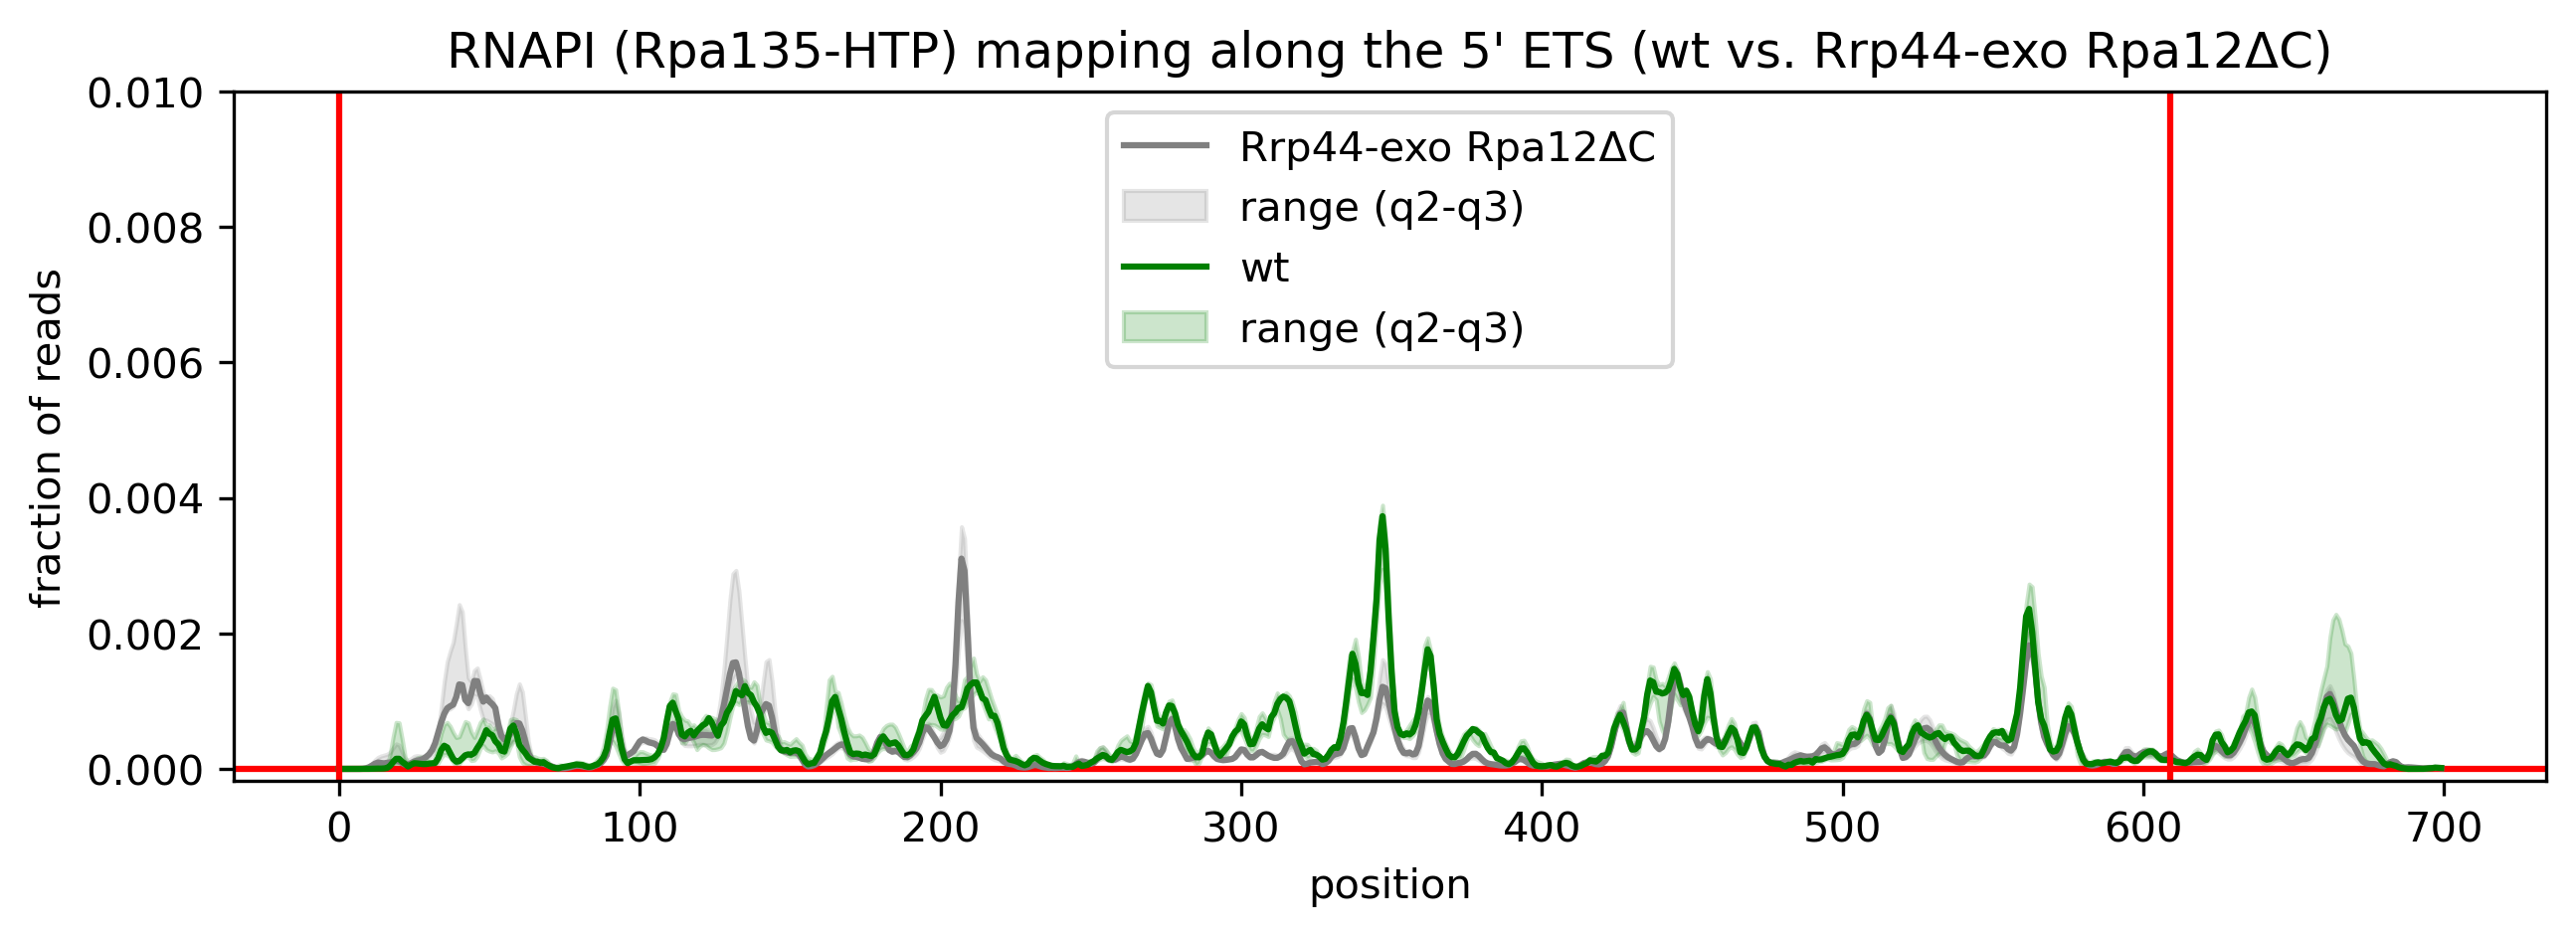 RNAPI (Rpa135-HTP) mapping along the 5' ETS (wt vs. Rrp44-exo Rpa12ΔC)
0.010
0.008
0.006
0.004
0.002
0.000
fraction of reads
Rrp44-exo Rpa12ΔC
range (q2-q3)
wt
range (q2-q3)
0 100 200 300 400 500 600 700
position